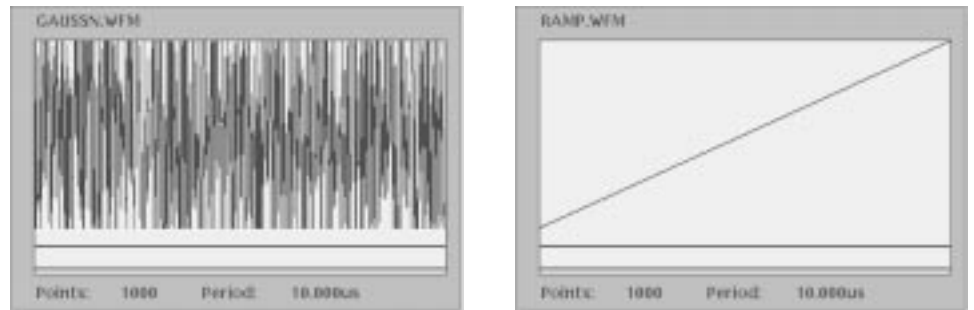 GAUSSN.WFM
Points: 1000 Period: 10.000us
RAMP.WFM
Points: 1000 Period: 10.000us